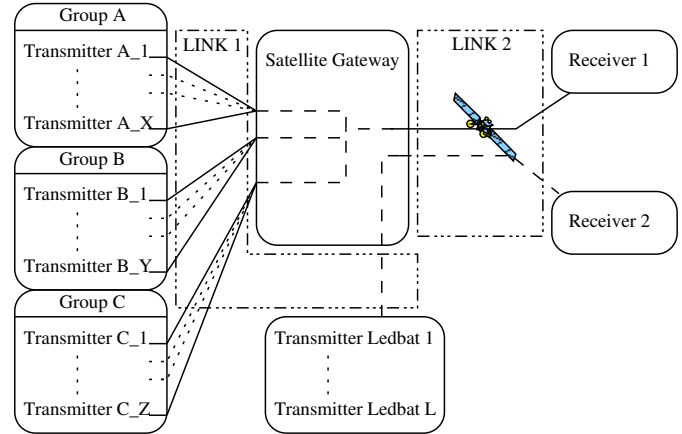 Group A
Transmitter A_1
Transmitter A_X
Group B
Transmitter B_1
Transmitter B_Y
Group C
Transmitter C_1
Transmitter C_Z
LINK 1
Satellite Gateway
LINK 2
Receiver 1
Receiver 2
Transmitter Ledbat 1
Transmitter Ledbat L